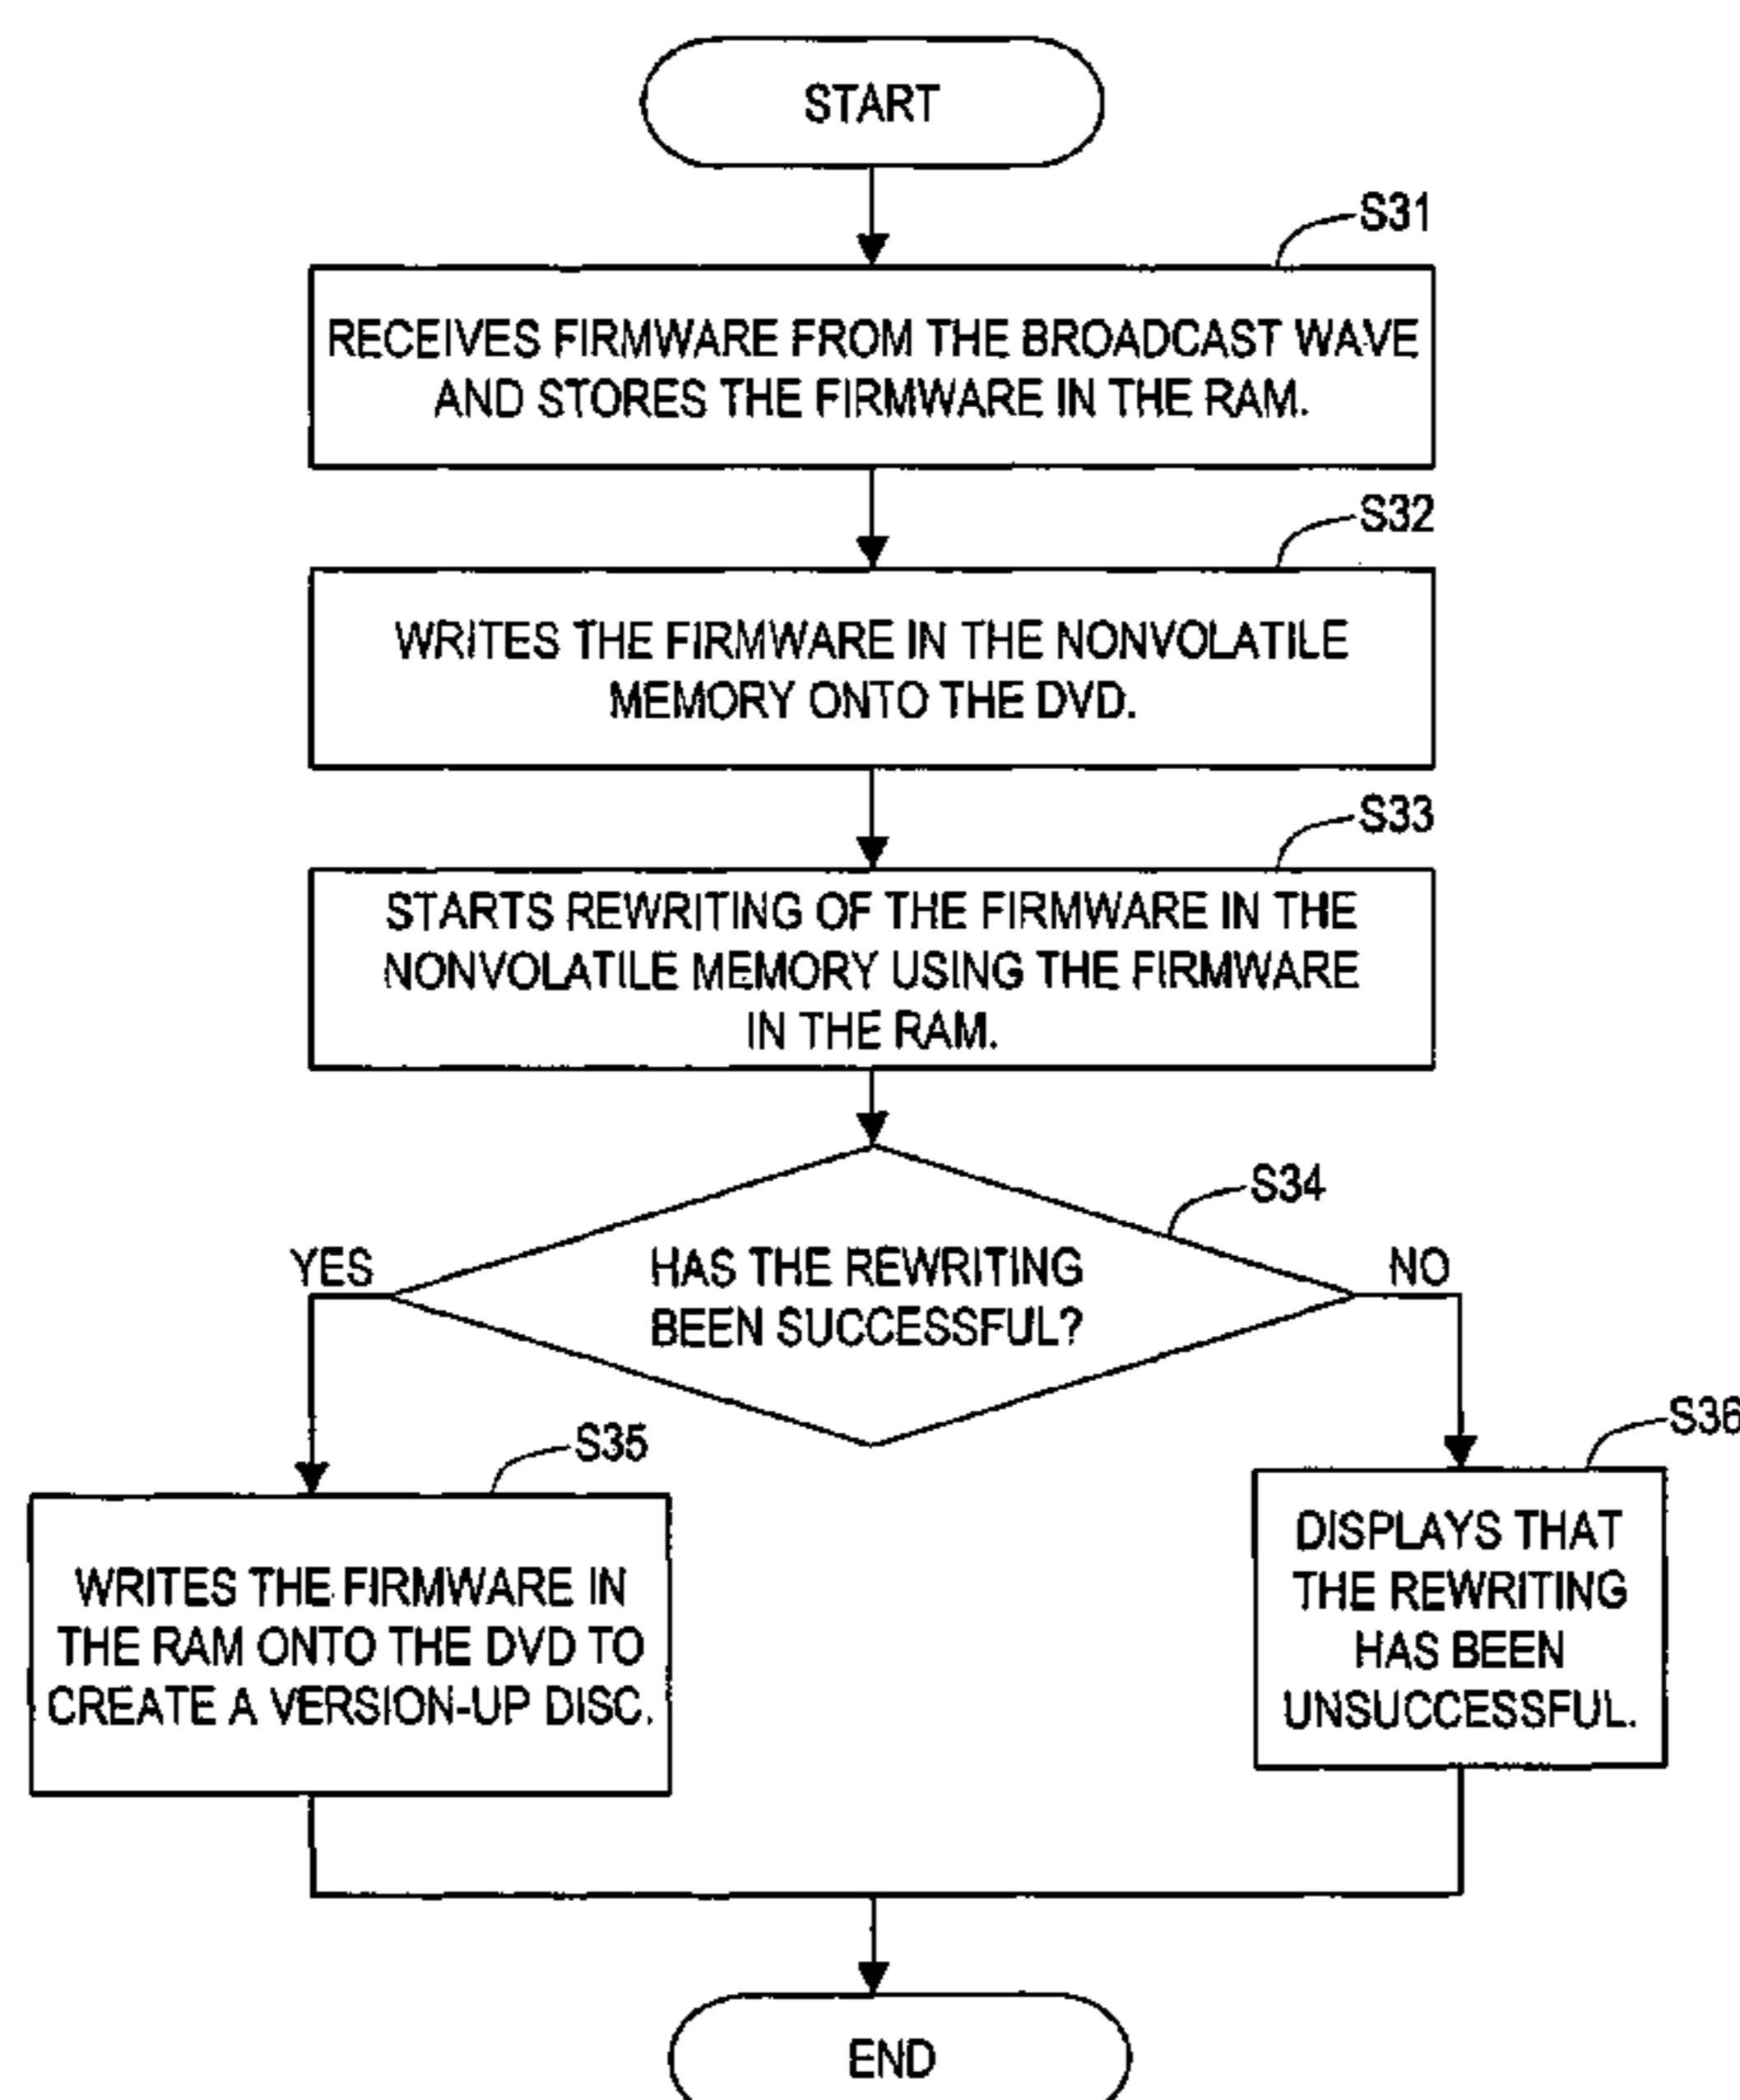 START
S31
RECEIVES FIRMWARE FROM THE BROADCAST WAVE
AND STORES THE FIRMWARE IN THE RAM.
S32
WRITES THE FIRMWARE IN THE NONVOLATILE
MEMORY ONTO THE DVD.
S33
STARTS REWRITING OF THE FIRMWARE IN THE
NONVOLATILE MEMORY USING THE FIRMWARE
IN THE RAM.
S34
YES
HAS THE REWRITING
BEEN SUCCESSFUL?
NO
S35
WRITES THE FIRMWARE IN
THE RAM ONTO THE DVD TO
CREATE A VERSION-UP DISC.
S36
DISPLAYS THAT
THE REWRITING
HAS BEEN
UNSUCCESSFUL.
END